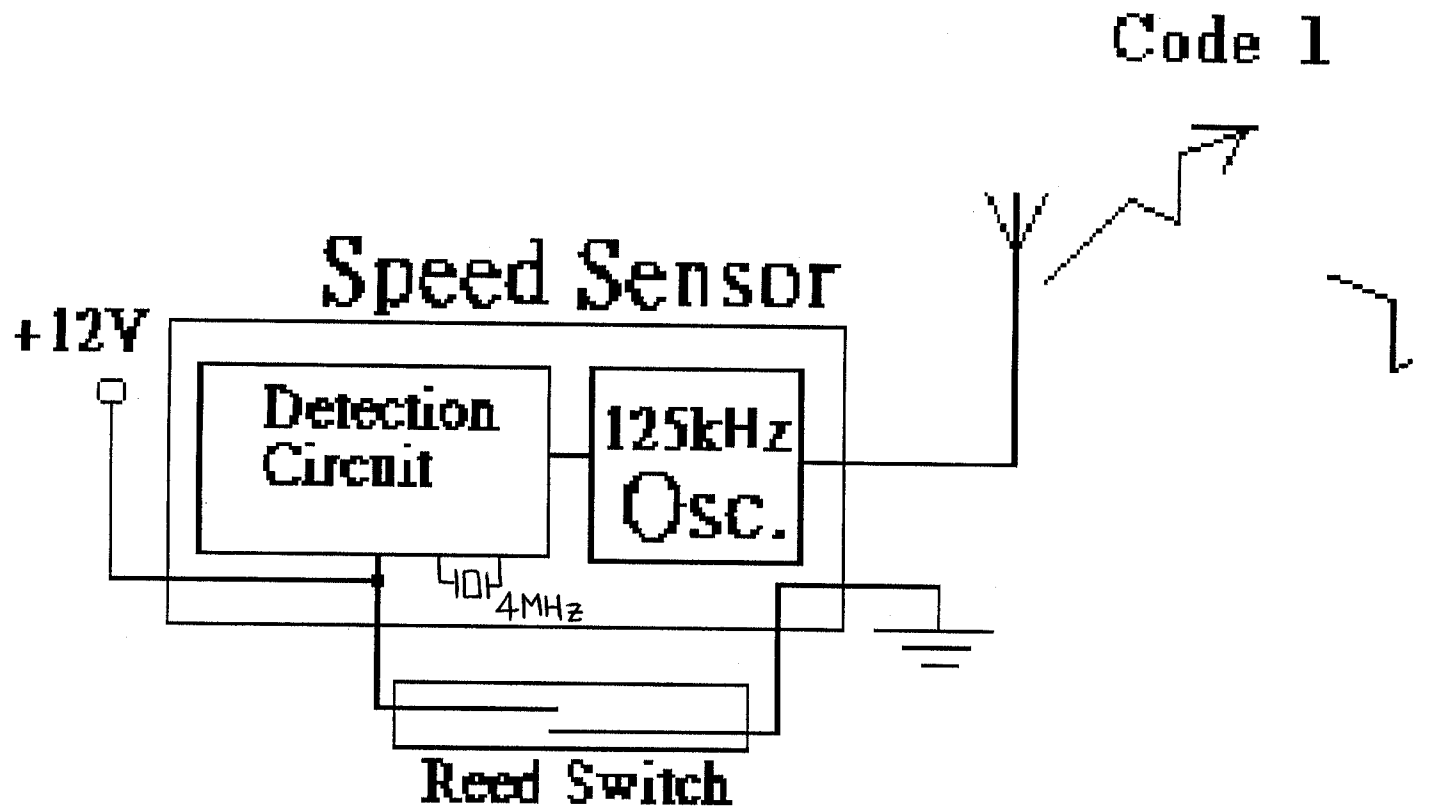 Code 1
Speed Sensor
+12V
Detection
Circuit
125kHz
Osc.
4MHz
Reed Switch